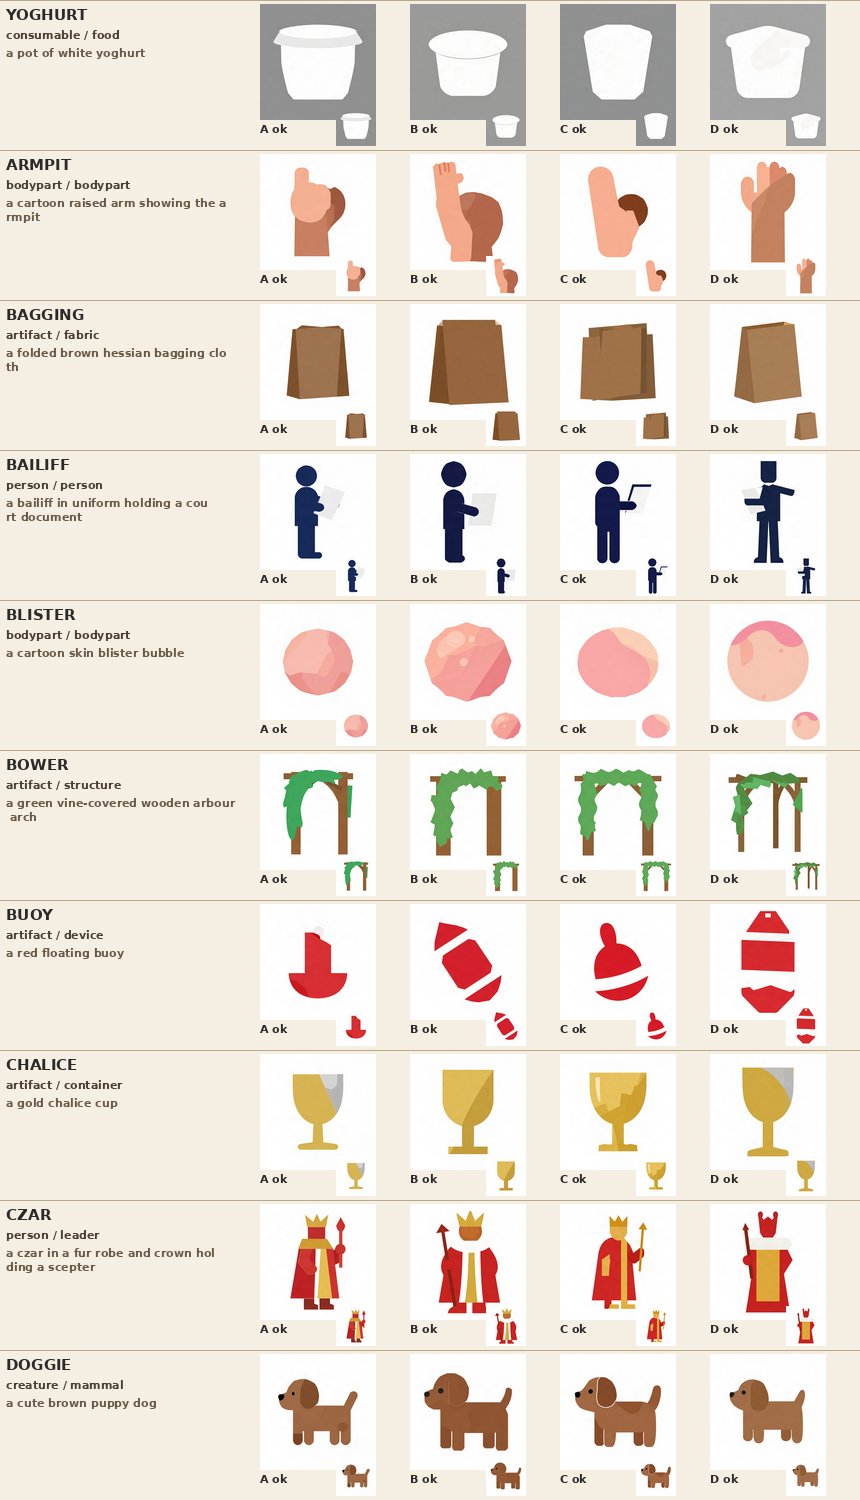 YOGHURT
consumable / food
a pot of white yoghurt
A ok B ok C ok D ok
ARMPIT
bodypart / bodypart
a cartoon raised arm showing the a
rmpit
A ok B ok C ok D ok
BAGGING
artifact / fabric
a folded brown hessian bagging clo
th
A ok B ok C ok D ok
BAILIFF
person / person
a bailiff in uniform holding a cou
rt document
A ok B ok C ok D ok
BLISTER
bodypart / bodypart
a cartoon skin blister bubble
A ok B ok C ok D ok
BOWER
artifact / structure
a green vine-covered wooden arbour
arch
A ok B ok C ok D ok
BUOY
artifact / device
a red floating buoy
A ok B ok C ok D ok
CHALICE
artifact / container
a gold chalice cup
A ok B ok C ok D ok
CZAR
person / leader
a czar in a fur robe and crown hol
ding a scepter
A ok B ok C ok D ok
DOGGIE
creature / mammal
a cute brown puppy dog
A ok B ok C ok D ok